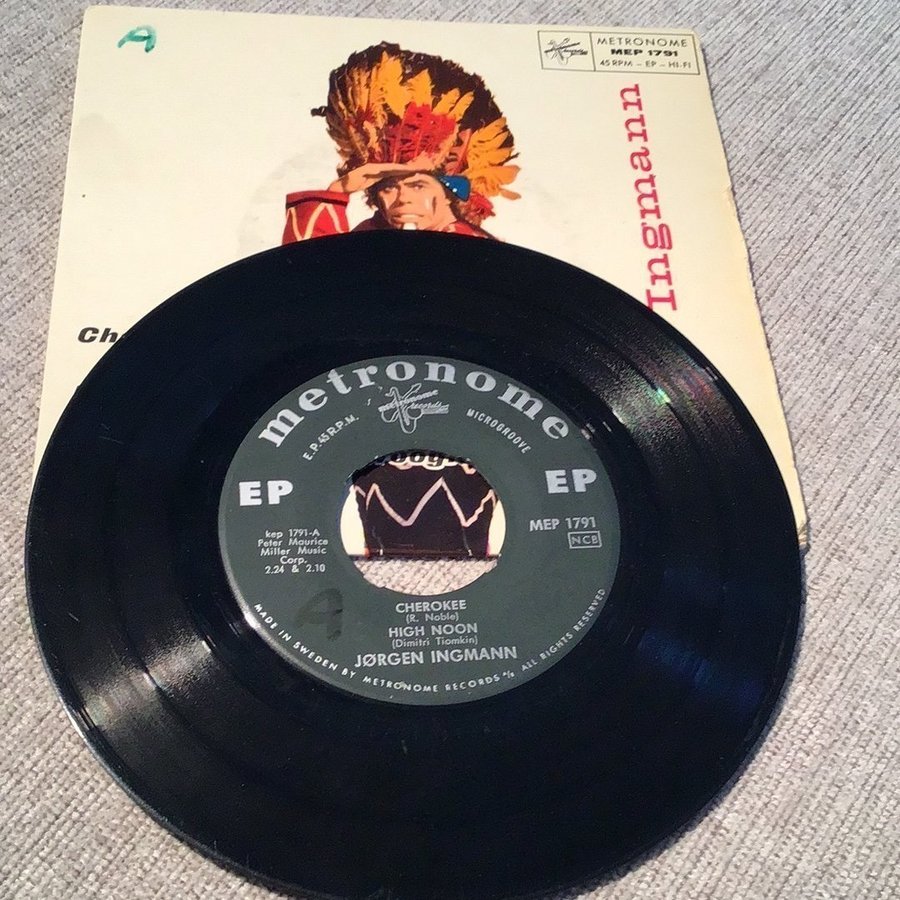 A
METRONOME
MEP 1791
45 RPM – EP – HI-FI
Ingmann
metronome
metronome records
E.P. 45 R.P.M.
MICROGROOVE
EP
EP
kep 1791-A
Peter Maurice
Miller Music
Corp.
2.24 & 2.10
MEP 1791
NCB
CHEROKEE
(R. Noble)
HIGH NOON
(Dimitri Tiomkin)
JØRGEN INGMANN
A
MADE IN SWEDEN BY METRONOME RECORDS A/S ALL RIGHTS RESERVED